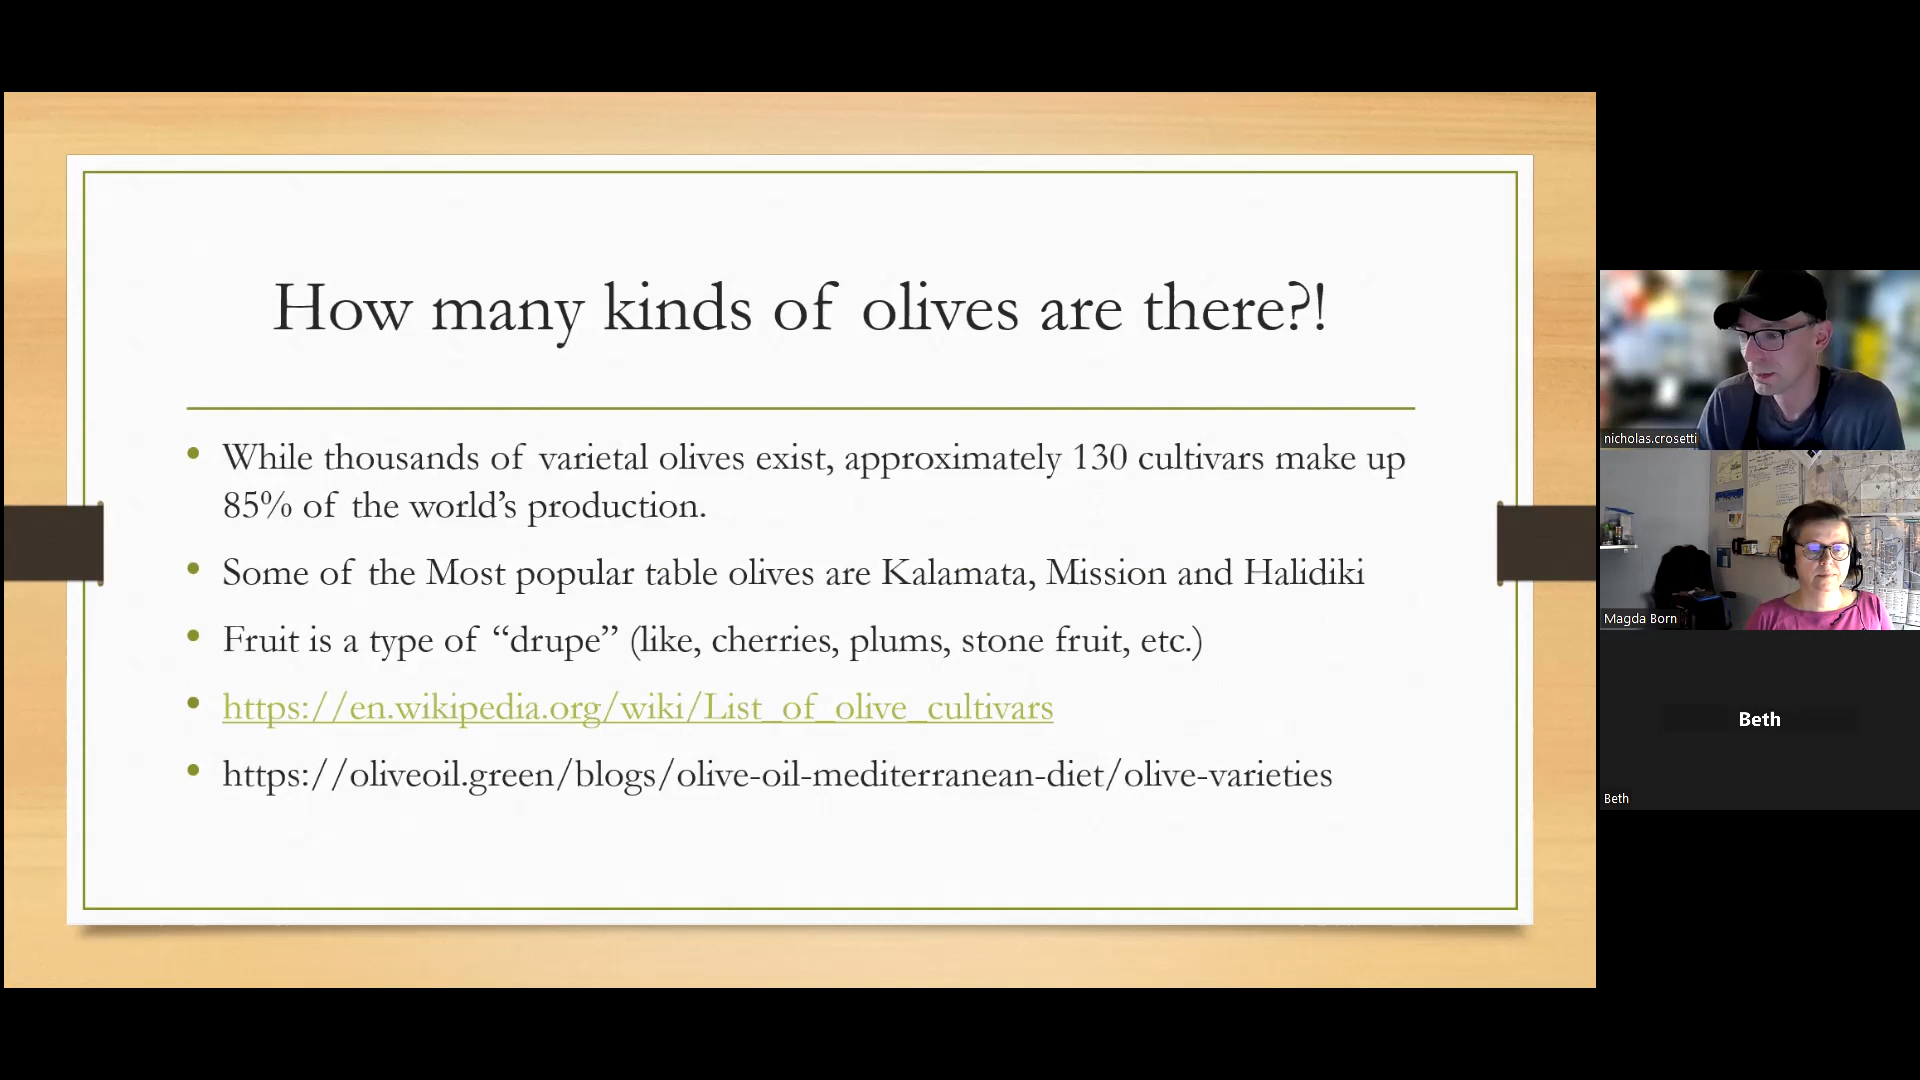 How many kinds of olives are there?!
While thousands of varietal olives exist, approximately 130 cultivars make up
85% of the world’s production.
Some of the Most popular table olives are Kalamata, Mission and Halidiki
Fruit is a type of “drupe” (like, cherries, plums, stone fruit, etc.)
https://en.wikipedia.org/wiki/List_of_olive_cultivars
https://oliveoil.green/blogs/olive-oil-mediterranean-diet/olive-varieties
nicholas.crosetti
Magda Born
Beth
Beth